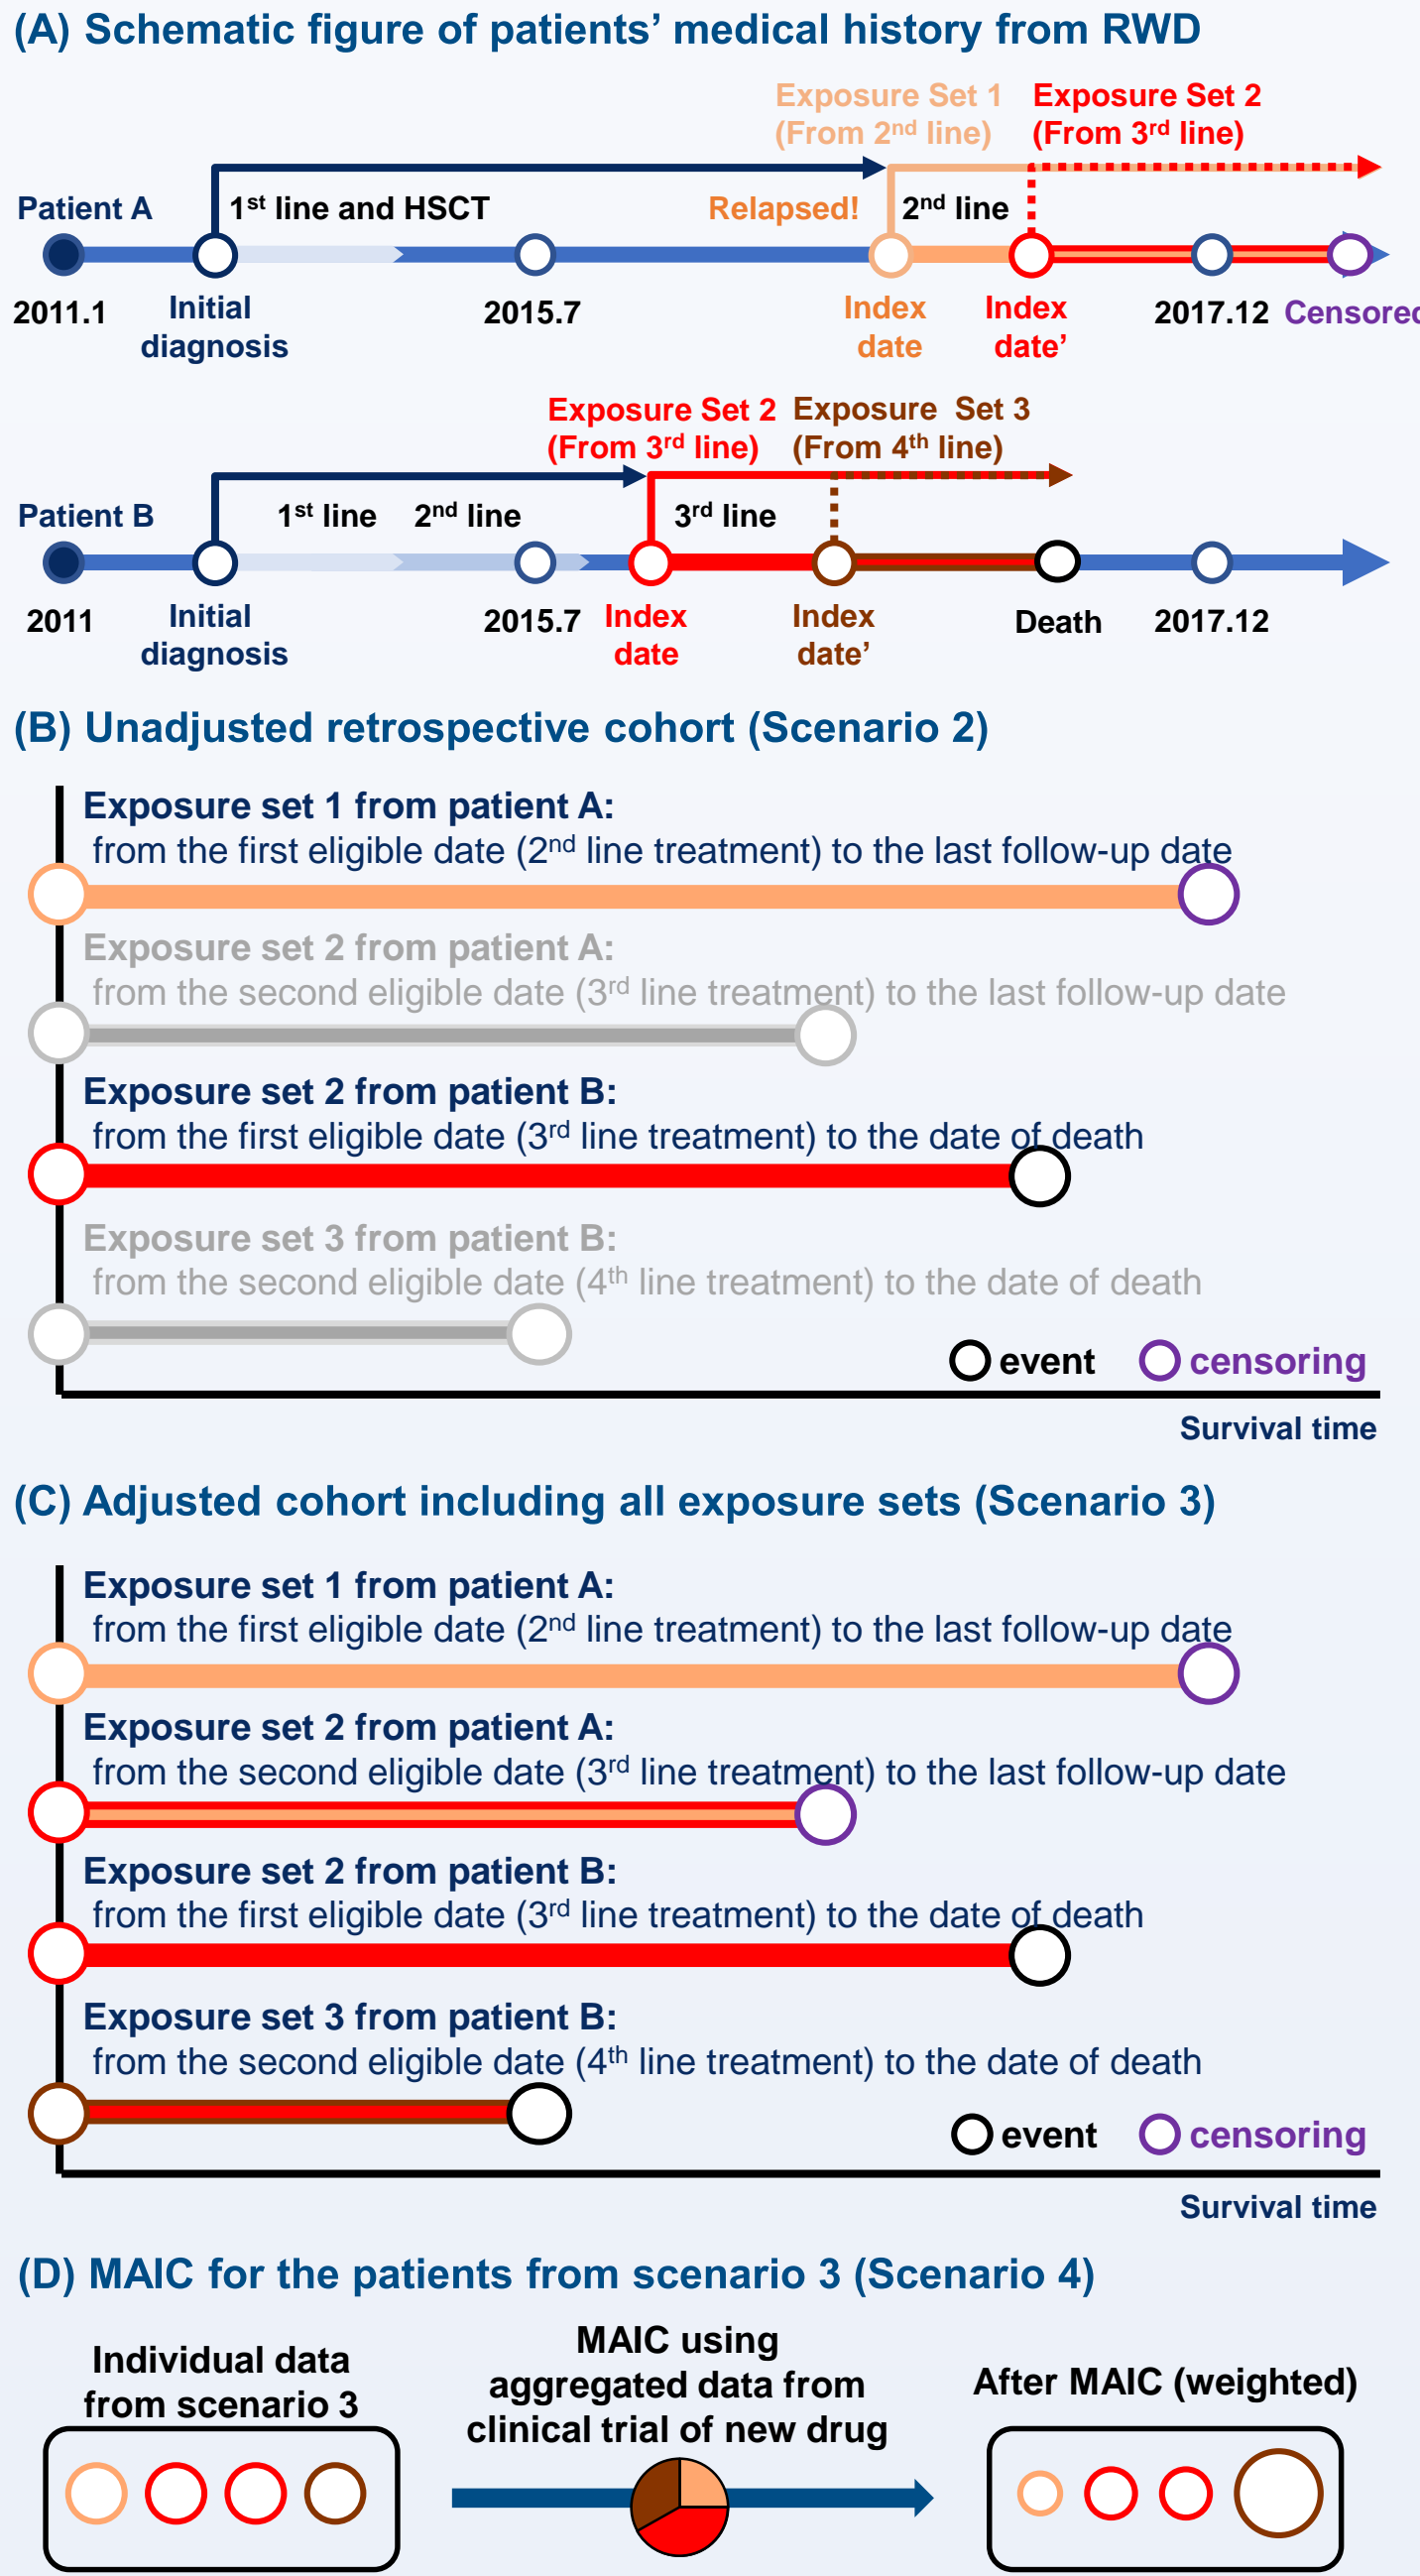 (A) Schematic figure of patients’ medical history from RWD
Exposure Set 1
(From 2nd line)
Exposure Set 2
(From 3rd line)
Patient A
1st line and HSCT
Relapsed!
2nd line
2011.1
Initial
diagnosis
2015.7
Index
date
Index
date’
2017.12
Censored
Exposure Set 2
(From 3rd line)
Exposure Set 3
(From 4th line)
Patient B
1st line
2nd line
3rd line
2011
Initial
diagnosis
2015.7
Index
date
Index
date’
Death
2017.12
(B) Unadjusted retrospective cohort (Scenario 2)
Exposure set 1 from patient A:
from the first eligible date (2nd line treatment) to the last follow-up date
Exposure set 2 from patient A:
from the second eligible date (3rd line treatment) to the last follow-up date
Exposure set 2 from patient B:
from the first eligible date (3rd line treatment) to the date of death
Exposure set 3 from patient B:
from the second eligible date (4th line treatment) to the date of death
event
censoring
Survival time
(C) Adjusted cohort including all exposure sets (Scenario 3)
Exposure set 1 from patient A:
from the first eligible date (2nd line treatment) to the last follow-up date
Exposure set 2 from patient A:
from the second eligible date (3rd line treatment) to the last follow-up date
Exposure set 2 from patient B:
from the first eligible date (3rd line treatment) to the date of death
Exposure set 3 from patient B:
from the second eligible date (4th line treatment) to the date of death
event
censoring
Survival time
(D) MAIC for the patients from scenario 3 (Scenario 4)
Individual data
from scenario 3
MAIC using
aggregated data from
clinical trial of new drug
After MAIC (weighted)